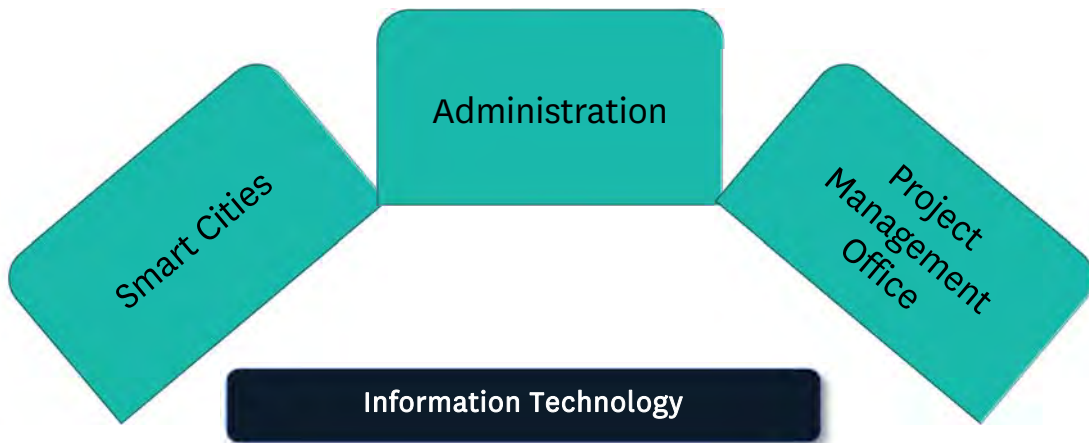 Administration
Smart Cities
Project
Management
Office
Information Technology